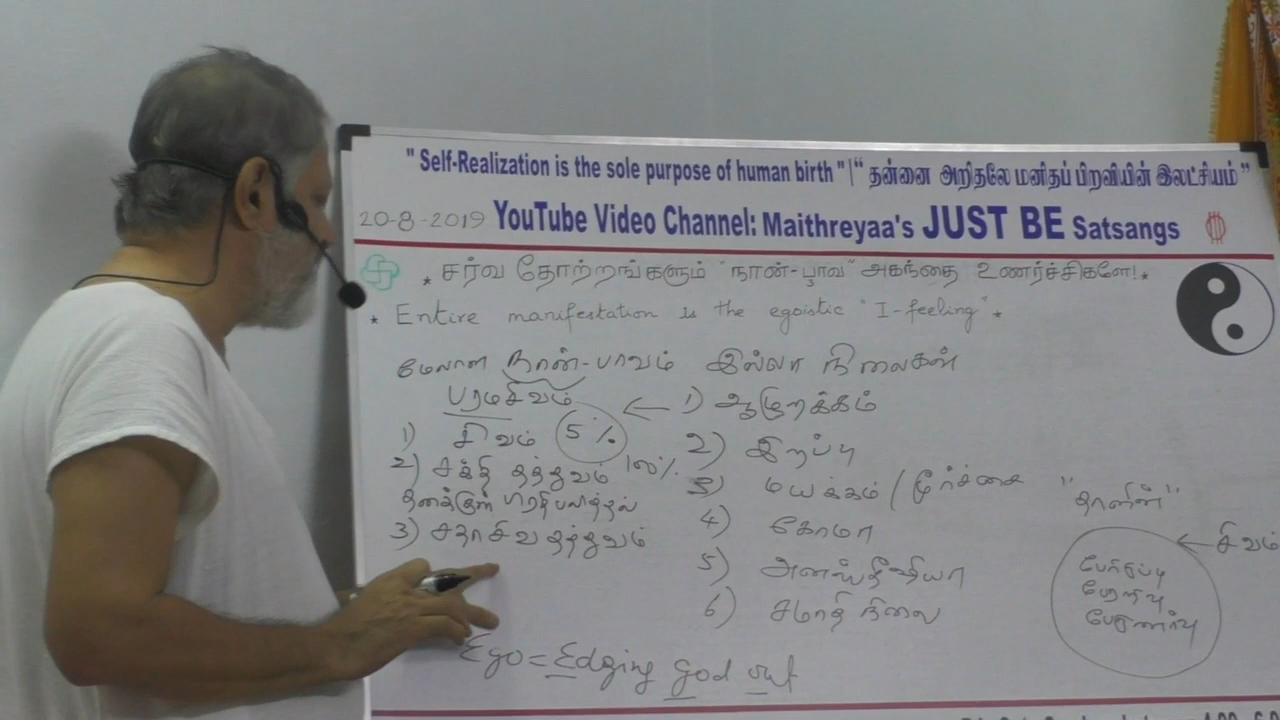 " Self-Realization is the sole purpose of human birth " | “ தன்னை அறிதலே மனிதப் பிறவியின் இலட்சியம் ”
20-8-2019 YouTube Video Channel: Maithreyaa's JUST BE Satsangs
* சர்வ தோற்றங்களும் "நான்-பாவ" அகந்தை உணர்ச்சிகளே! *
* Entire manifestation is the egoistic "I-feeling" *
மேலான நான்-பாவம் இல்லா நிலைகள்
பரமசிவம்
1) சிவம் 5%
2) சக்தி தத்துவம் 100%
தனக்குள் பிரதிபலித்தல்
3) சதாசிவ தத்துவம்
← 1) ஆழுறக்கம்
2) இறப்பு
3) மயக்கம் / மூர்ச்சை
4) கோமா
5) அனஸ்தீஷியா
6) சமாதி நிலை
"தானின்"
← சிவம்
பேரிருப்பு
பேரறிவு
பேருணர்வு
Ego = Edging god out